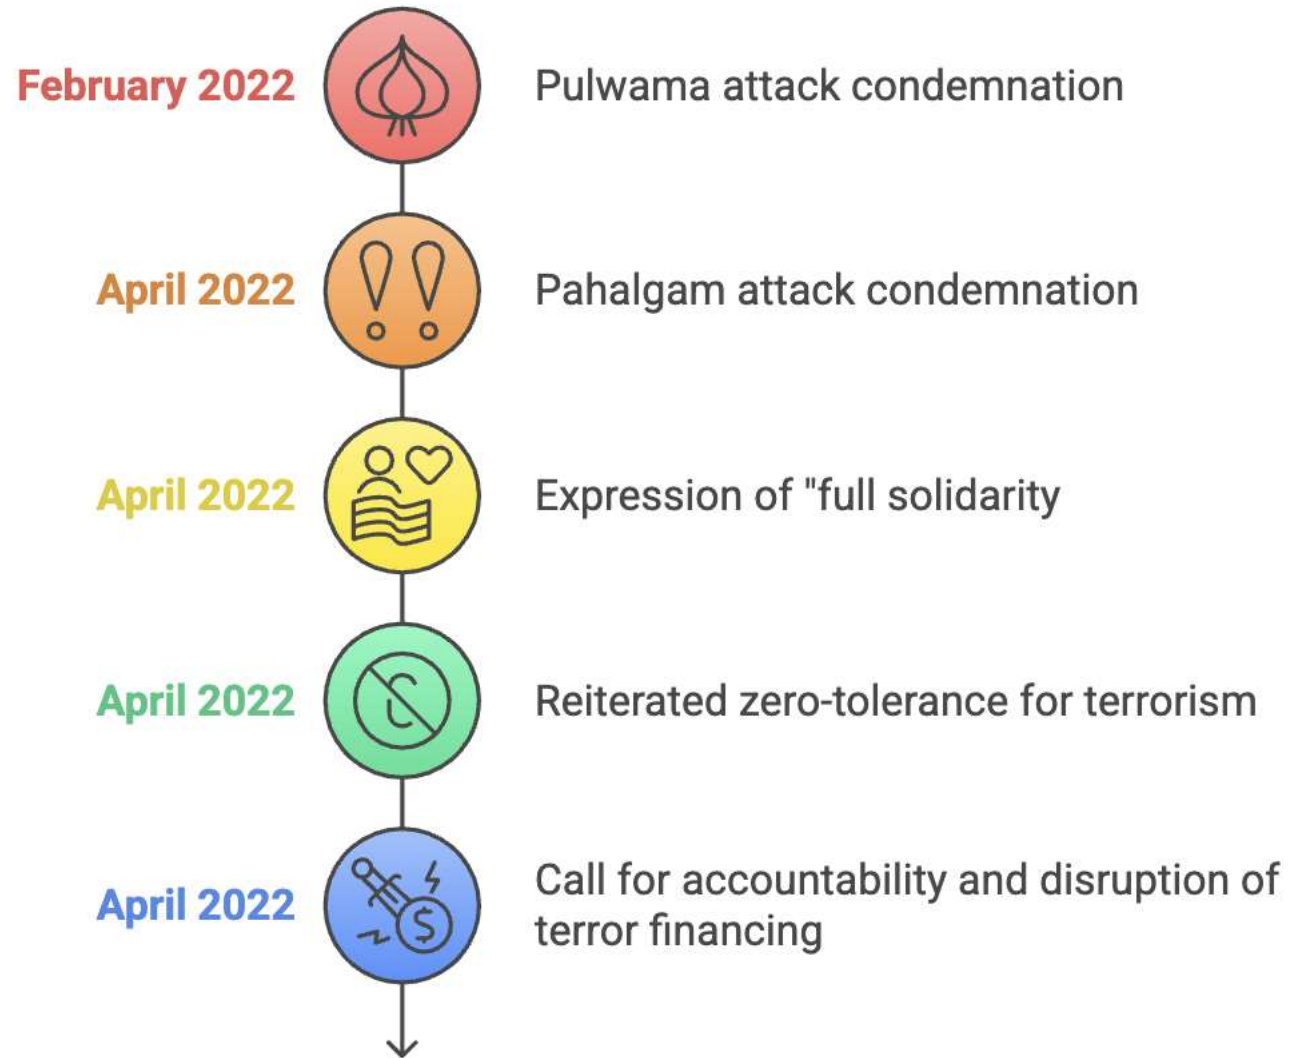 February 2022
Pulwama attack condemnation
April 2022
Pahalgam attack condemnation
April 2022
Expression of "full solidarity
April 2022
Reiterated zero-tolerance for terrorism
April 2022
Call for accountability and disruption of
terror financing